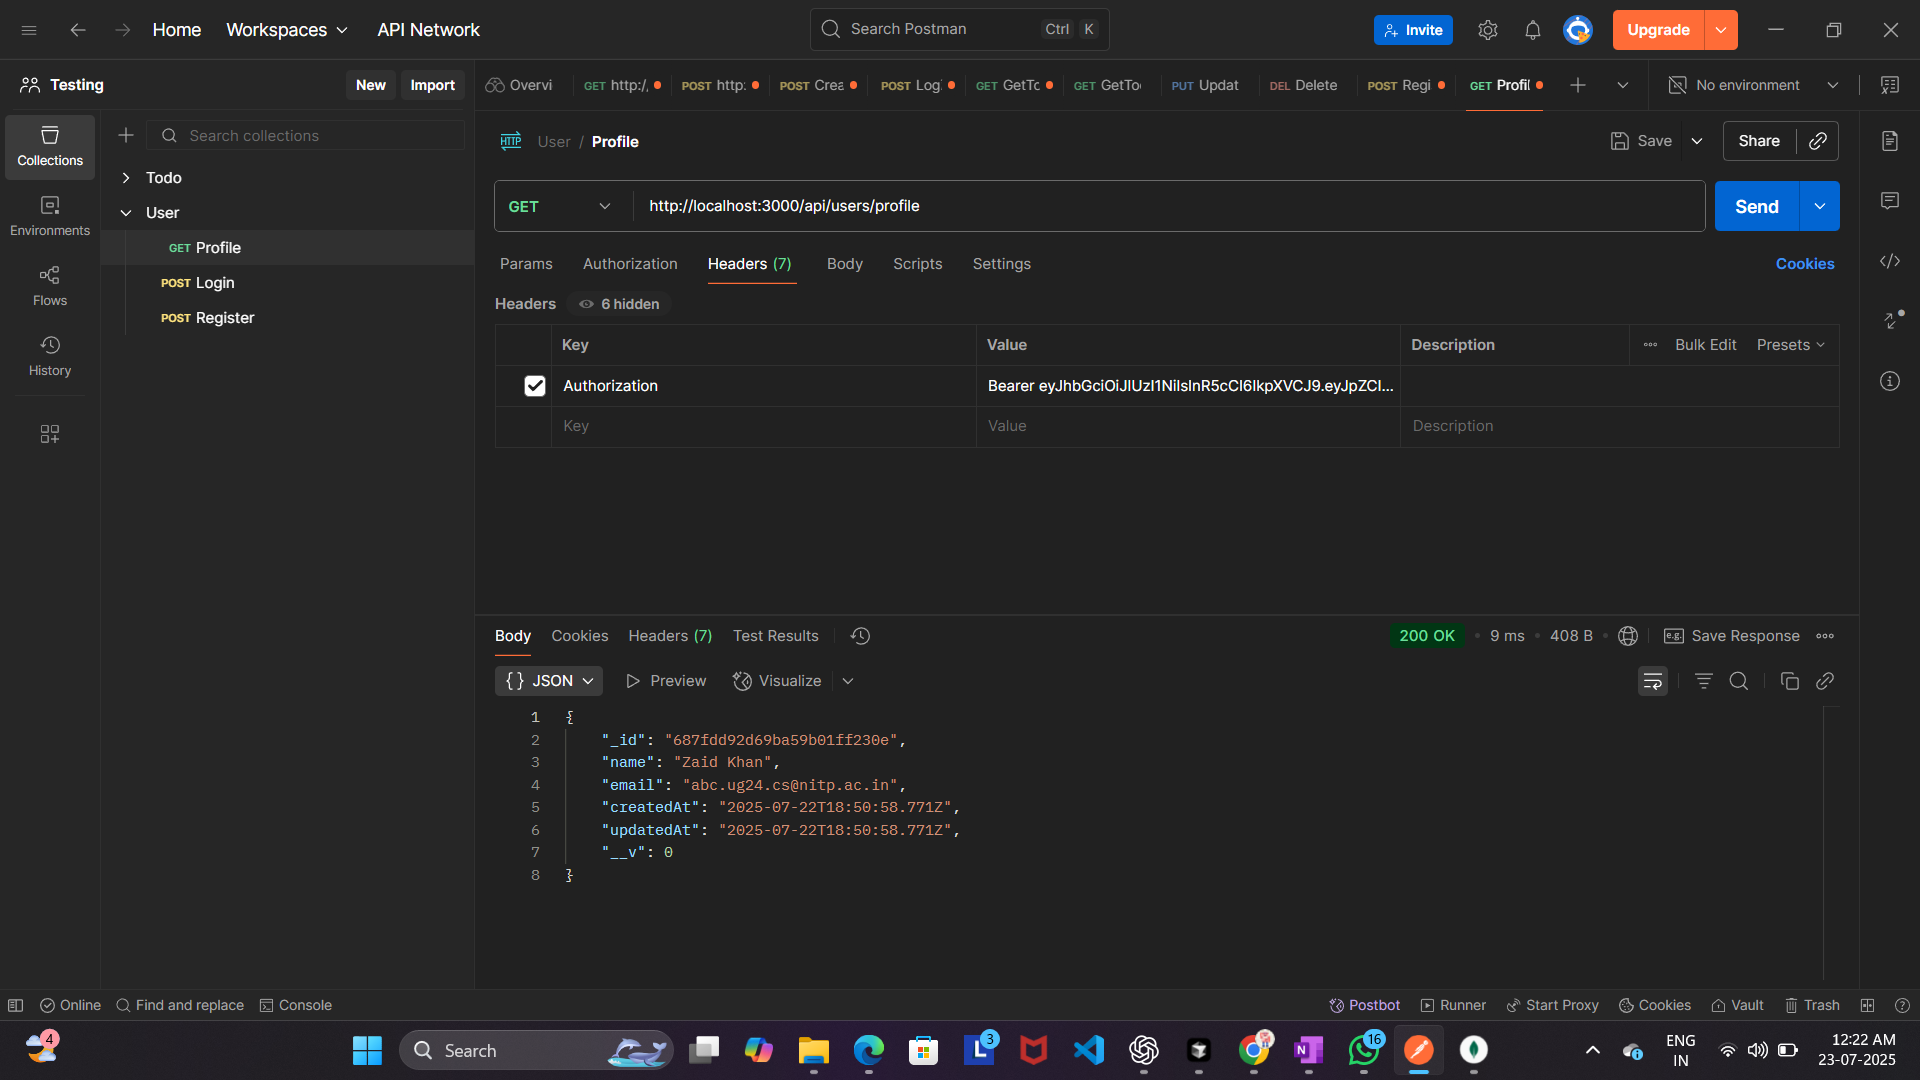 Home Workspaces API Network
Search Postman Ctrl K
Invite Upgrade
Testing New Import
Overvi GET http:/, POST http: POST Crea POST Log GET GetTo GET GetToo PUT Updat DEL Delete POST Regi GET Profil No environment
Collections
Environments
Flows
History
Search collections
Todo
User
GET Profile
POST Login
POST Register
HTTP User / Profile Save Share
GET http://localhost:3000/api/users/profile Send
Params Authorization Headers (7) Body Scripts Settings Cookies
Headers 6 hidden
Key Value Description Bulk Edit Presets
Authorization Bearer eyJhbGciOiJIUzI1NiIsInR5cCI6IkpXVCJ9.eyJpZCI...
Key Value Description
Body Cookies Headers (7) Test Results 200 OK 9 ms 408 B e.g. Save Response
{} JSON Preview Visualize
1 {
2 "_id": "687fdd92d69ba59b01ff230e",
3 "name": "Zaid Khan",
4 "email": "abc.ug24.cs@nitp.ac.in",
5 "createdAt": "2025-07-22T18:50:58.771Z",
6 "updatedAt": "2025-07-22T18:50:58.771Z",
7 "__v": 0
8 }
Online Find and replace Console Postbot Runner Start Proxy Cookies Vault Trash
4 Search L 3 N 16 ENG
IN
12:22 AM
23-07-2025